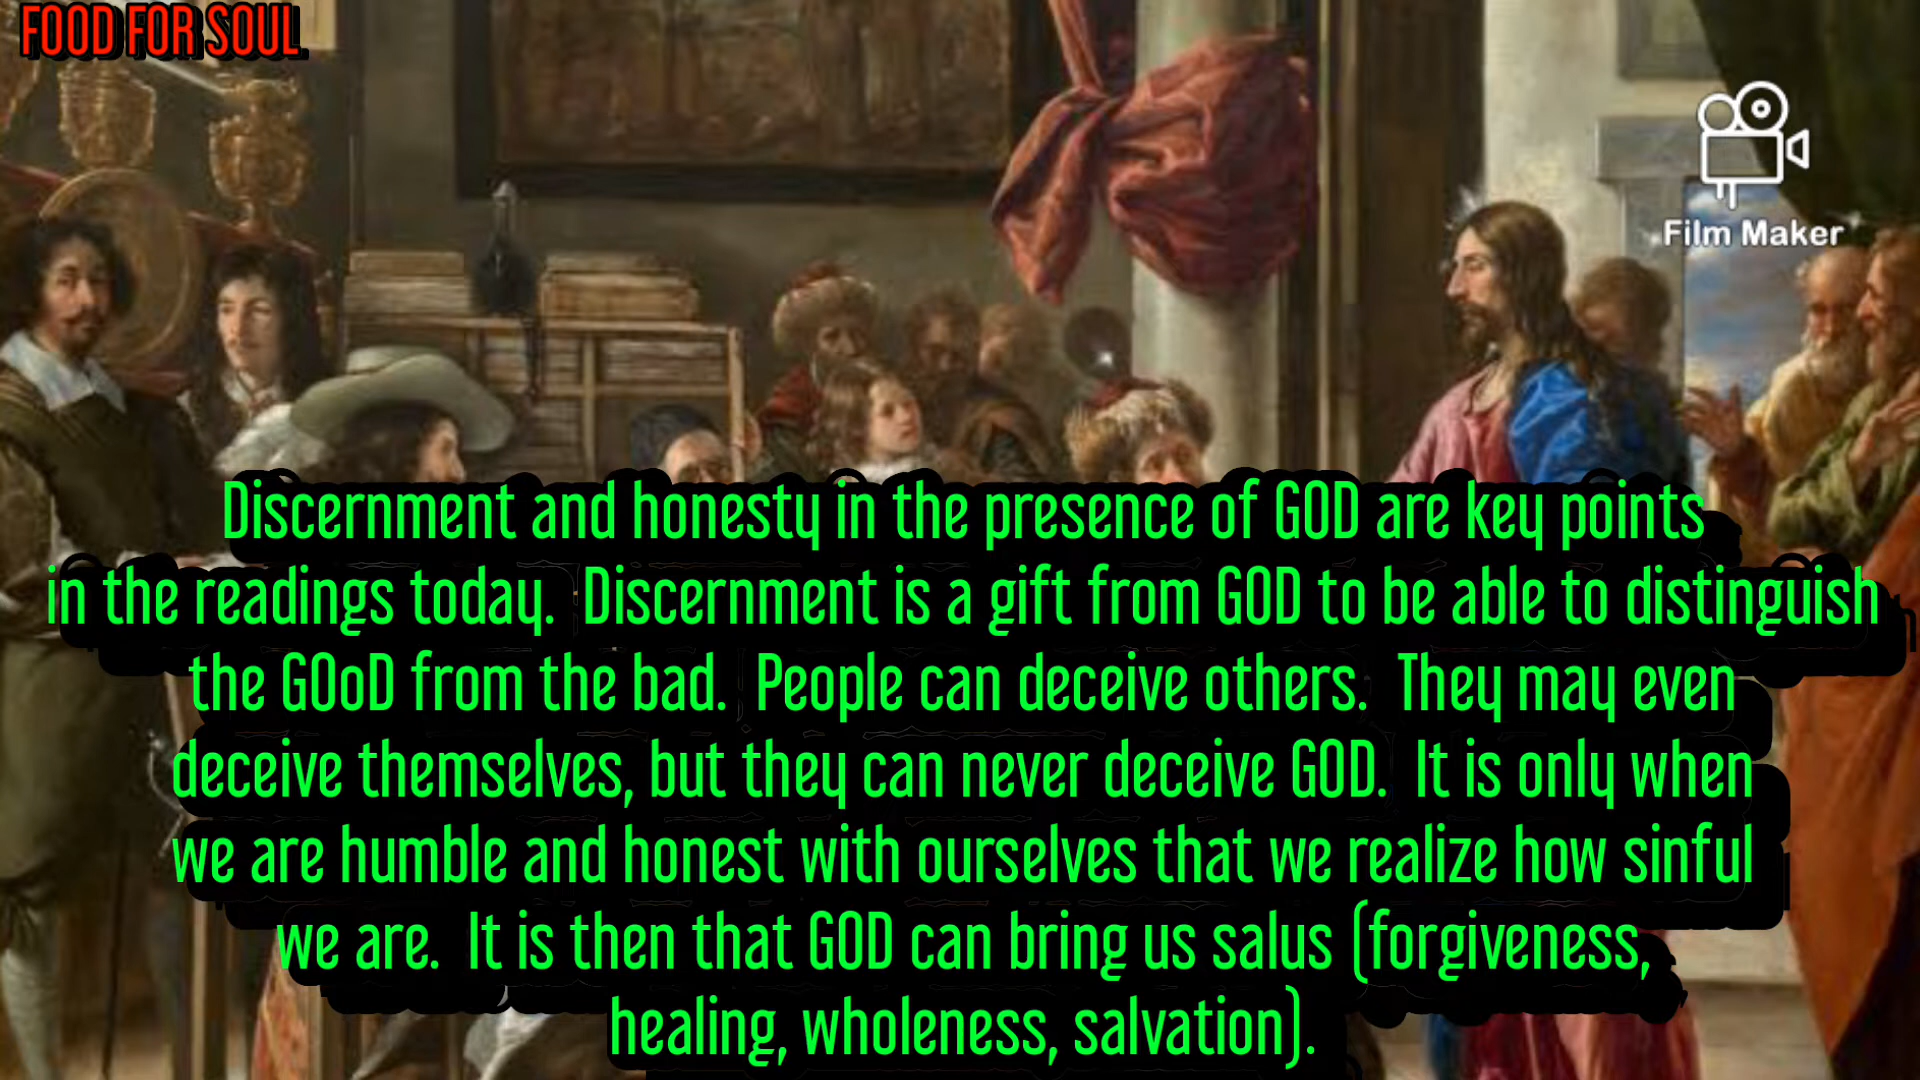 FOOD FOR SOUL
Film Maker
Discernment and honesty in the presence of GOD are key points
in the readings today.  Discernment is a gift from GOD to be able to distinguish
the GOoD from the bad.  People can deceive others.  They may even
deceive themselves, but they can never deceive GOD.  It is only when
we are humble and honest with ourselves that we realize how sinful
we are.  It is then that GOD can bring us salus (forgiveness,
healing, wholeness, salvation).